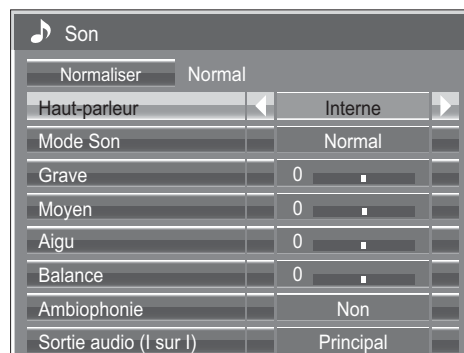 Son
Normaliser Normal
Haut-parleur Interne
Mode Son Normal
Grave 0
Moyen 0
Aigu 0
Balance 0
Ambiophonie Non
Sortie audio (I sur I) Principal